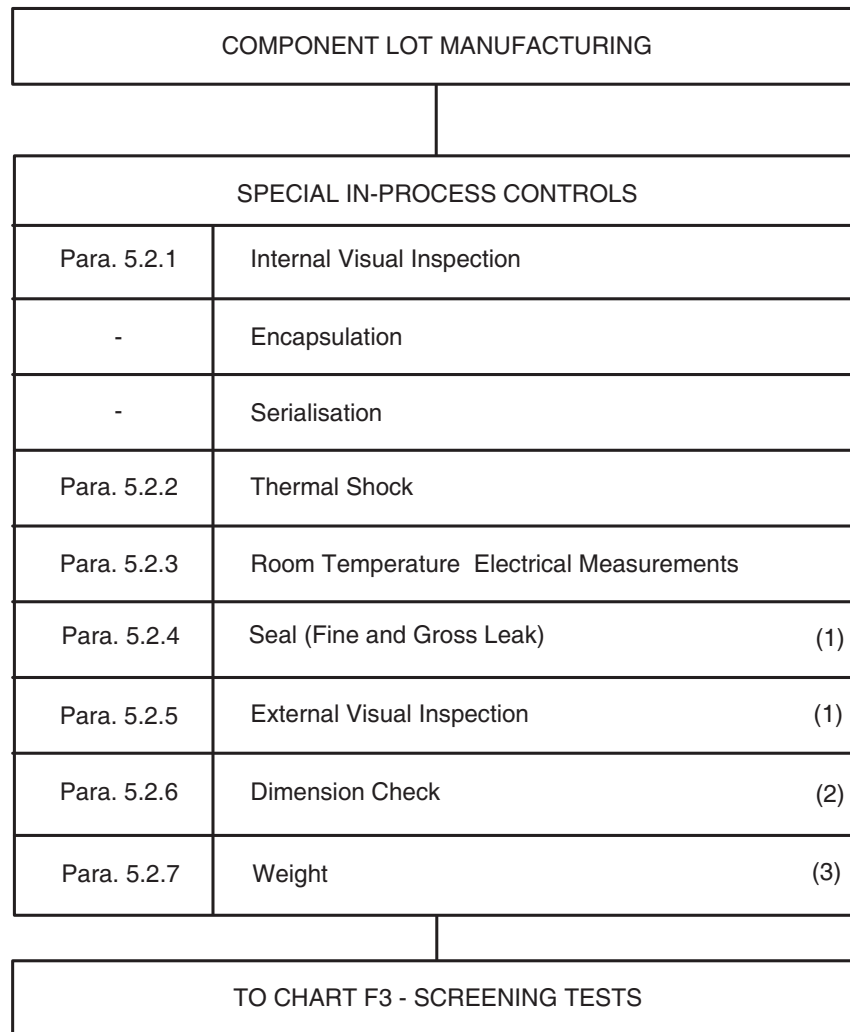 COMPONENT LOT MANUFACTURING
SPECIAL IN-PROCESS CONTROLS
Para. 5.2.1 Internal Visual Inspection
- Encapsulation
- Serialisation
Para. 5.2.2 Thermal Shock
Para. 5.2.3 Room Temperature Electrical Measurements
Para. 5.2.4 Seal (Fine and Gross Leak) (1)
Para. 5.2.5 External Visual Inspection (1)
Para. 5.2.6 Dimension Check (2)
Para. 5.2.7 Weight (3)
TO CHART F3 - SCREENING TESTS